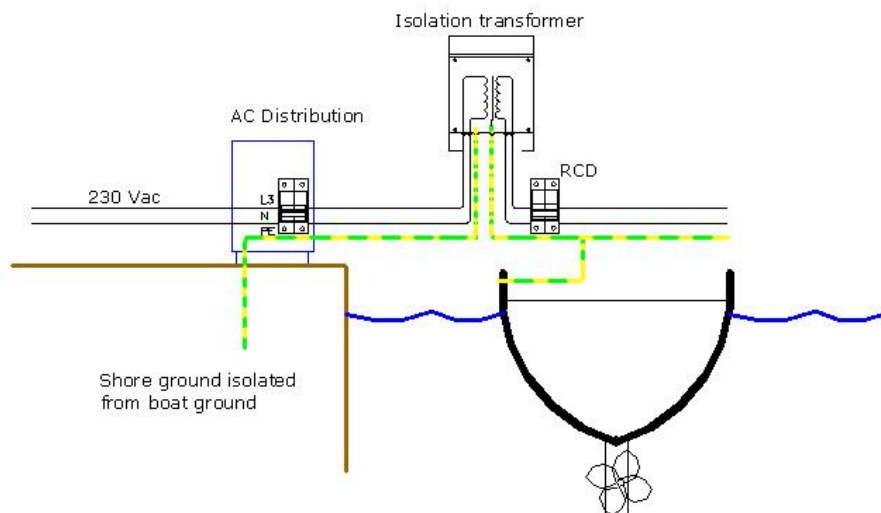 Isolation transformer
AC Distribution
RCD
230 Vac
L3
N
PE
Shore ground isolated
from boat ground